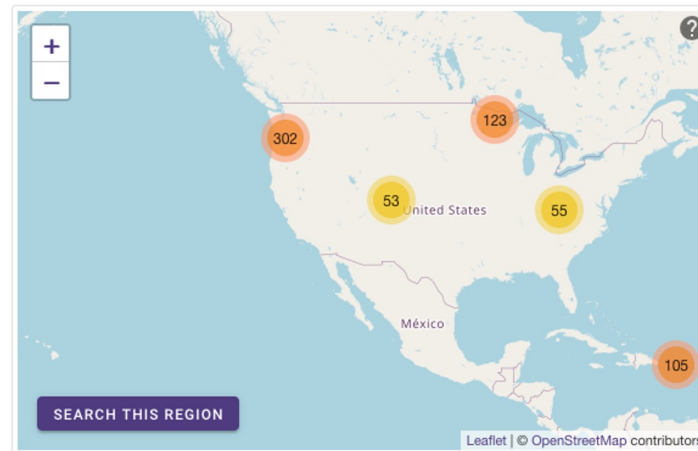 +
−
?
302
123
53
United States
55
México
105
SEARCH THIS REGION
Leaflet | © OpenStreetMap contributors